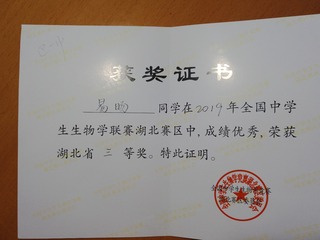 获奖证书
易 同学在2019年全国中学
生生物学联赛湖北赛区中,成绩优秀,荣获
湖北省三等奖。特此证明。